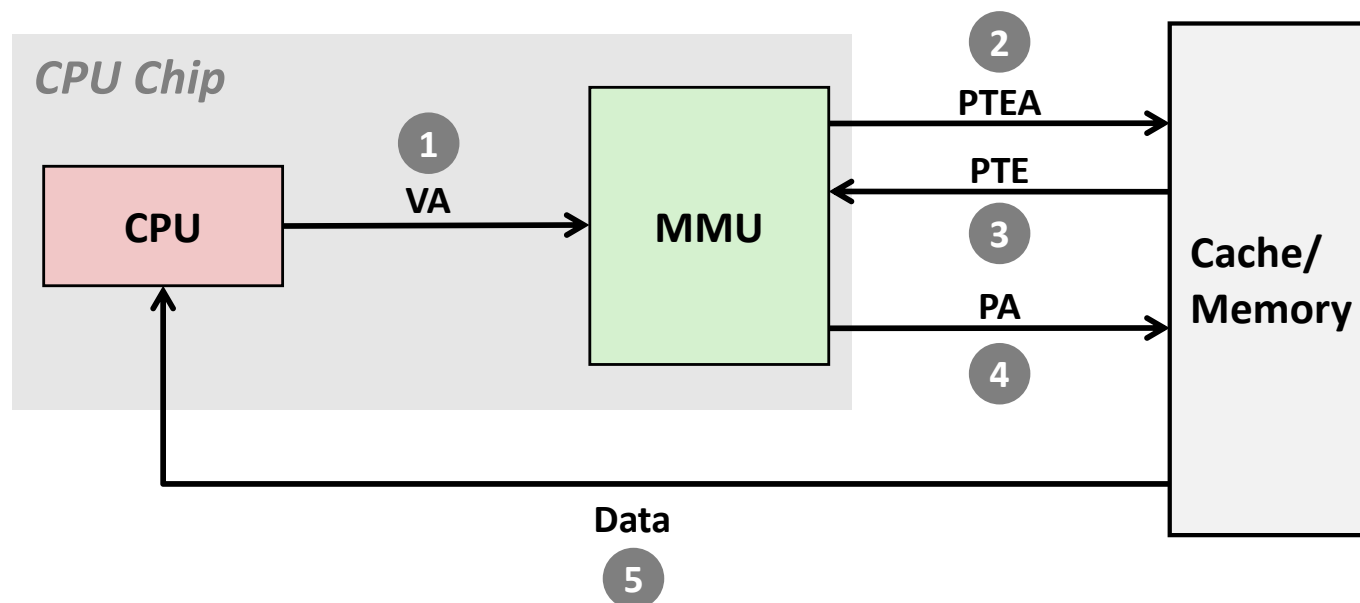 CPU Chip
2
PTEA
1
VA
CPU
MMU
PTE
3
Cache/
Memory
PA
4
Data
5